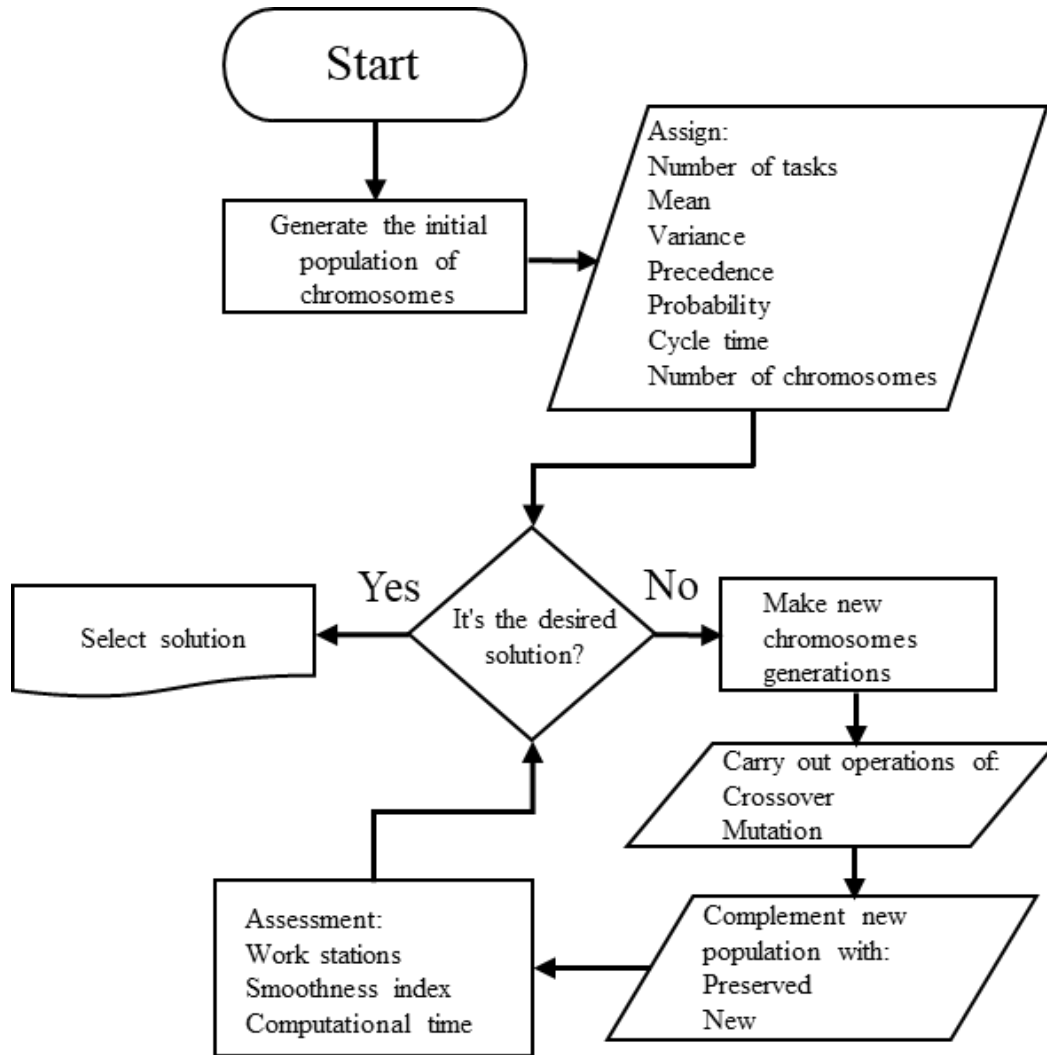 Start
Generate the initial
population of
chromosomes
Assign:
Number of tasks
Mean
Variance
Precedence
Probability
Cycle time
Number of chromosomes
It's the desired
solution?
Yes
Select solution
No
Make new
chromosomes
generations
Carry out operations of:
Crossover
Mutation
Complement new
population with:
Preserved
New
Assessment:
Work stations
Smoothness index
Computational time